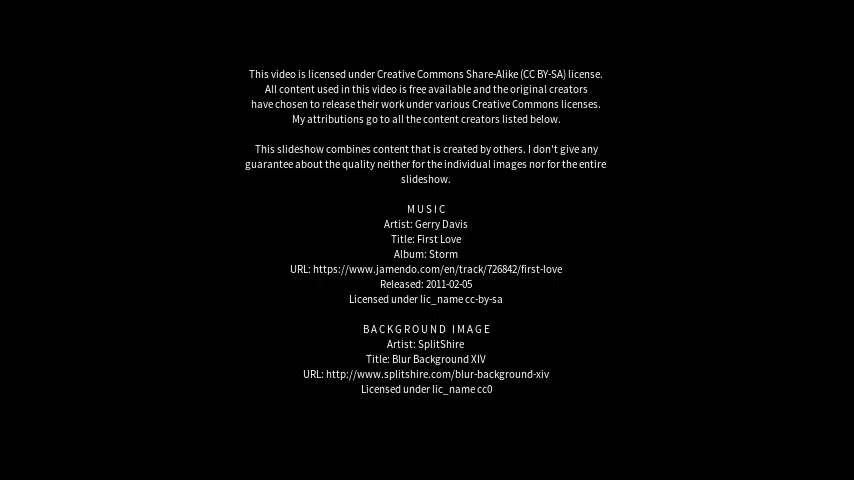 This video is licensed under Creative Commons Share-Alike (CC BY-SA) license.
All content used in this video is free available and the original creators
have chosen to release their work under various Creative Commons licenses.
My attributions go to all the content creators listed below.
This slideshow combines content that is created by others. I don't give any
guarantee about the quality neither for the individual images nor for the entire
slideshow.
MUSIC
Artist: Gerry Davis
Title: First Love
Album: Storm
URL: https://www.jamendo.com/en/track/726842/first-love
Released: 2011-02-05
Licensed under lic_name cc-by-sa
BACKGROUND IMAGE
Artist: SplitShire
Title: Blur Background XIV
URL: http://www.splitshire.com/blur-background-xiv
Licensed under lic_name cc0